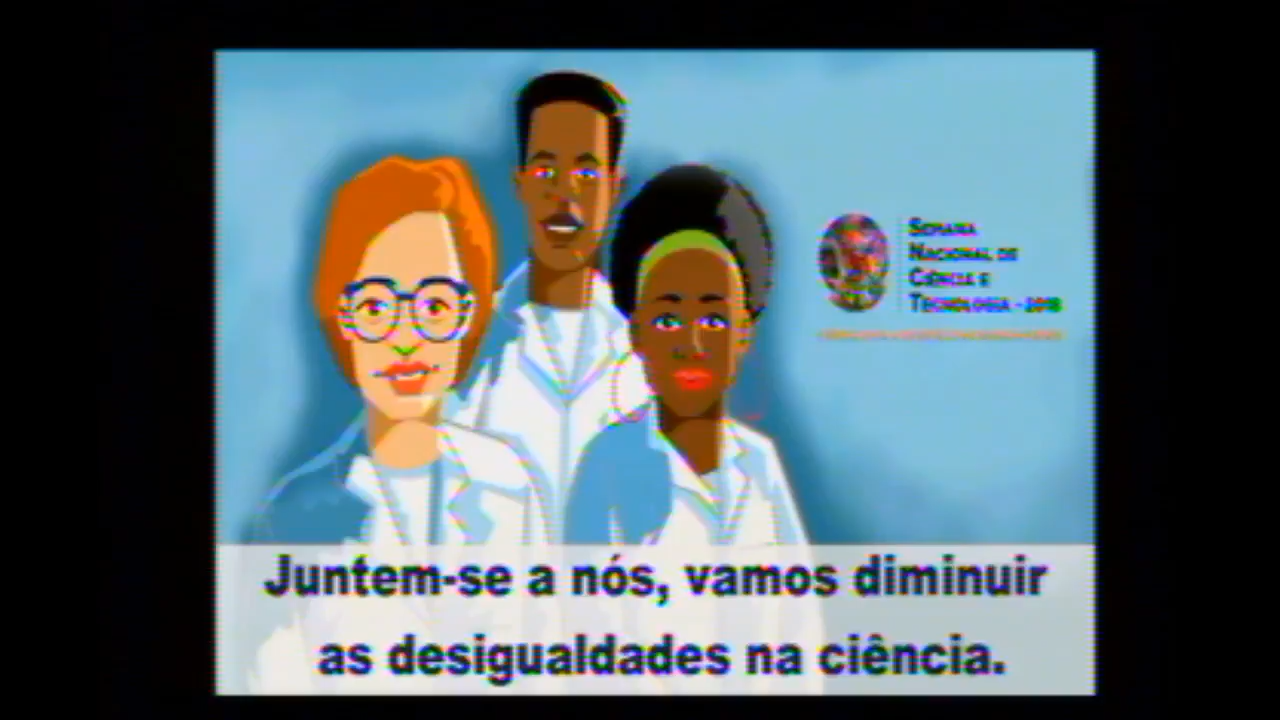 Semana
Nacional de
Ciência e
Tecnologia - 2018
Juntem-se a nós, vamos diminuir
as desigualdades na ciência.